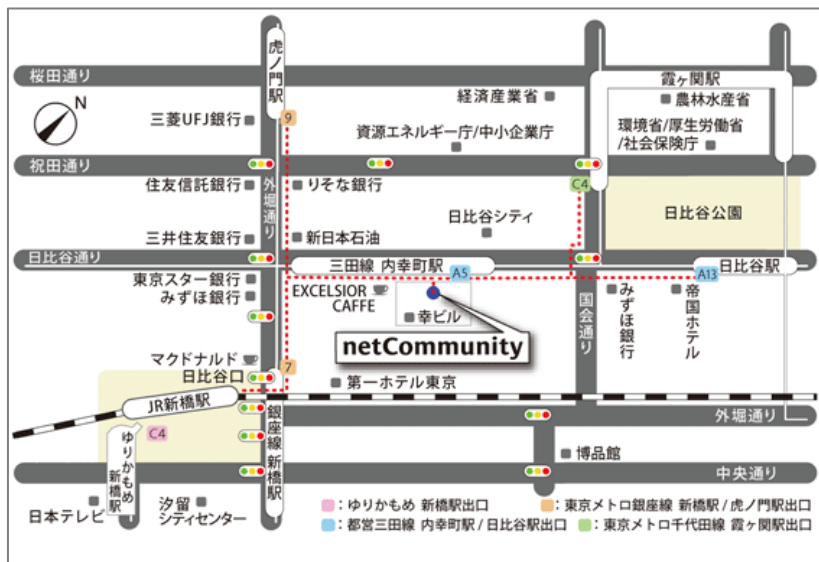 虎ノ門駅
桜田通り
霞ヶ関駅
N
経済産業省
農林水産省
三菱UFJ銀行
9
資源エネルギー庁/中小企業庁
環境省/厚生労働省
/社会保険庁
祝田通り
外堀通り
住友信託銀行
りそな銀行
C4
日比谷シティ
日比谷公園
三井住友銀行
新日本石油
日比谷通り
三田線 内幸町駅
A5
日比谷駅
A13
東京スター銀行
みずほ銀行
EXCELSIOR
CAFFE
幸ビル
国会通り
みずほ銀行
帝国ホテル
netCommunity
マクドナルド
日比谷口
7
第一ホテル東京
JR新橋駅
外堀通り
C4
ゆりかもめ
新橋駅
銀座線 新橋駅
博品館
中央通り
日本テレビ
汐留
シティセンター
：ゆりかもめ 新橋駅出口
：東京メトロ銀座線 新橋駅/虎ノ門駅出口
：都営三田線 内幸町駅/日比谷駅出口
：東京メトロ千代田線 霞ヶ関駅出口